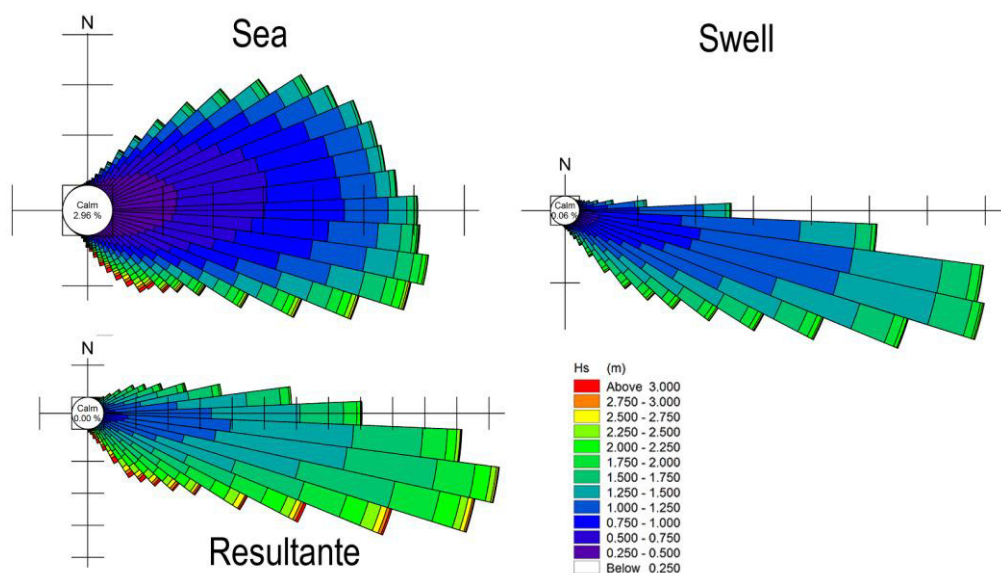 Sea
N
Calm
2.96 %
Swell
N
Calm
0.06 %
N
Calm
0.00 %
Resultante
Hs (m)
Above 3.000
2.750 - 3.000
2.500 - 2.750
2.250 - 2.500
2.000 - 2.250
1.750 - 2.000
1.500 - 1.750
1.250 - 1.500
1.000 - 1.250
0.750 - 1.000
0.500 - 0.750
0.250 - 0.500
Below 0.250